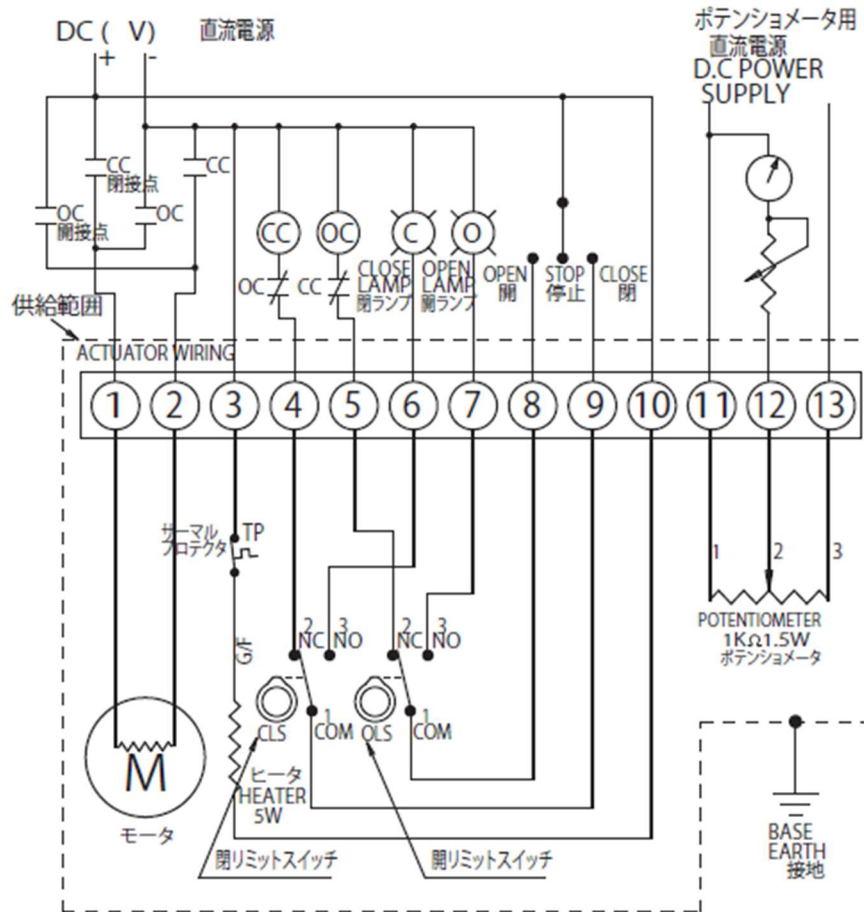 DC ( V)
+ -
直流電源
ポテンショメータ用
直流電源
D.C POWER
SUPPLY
CC
閉接点
CC
OC
開接点
OC
CC
OC
C
O
OC
CC
CLOSE
LAMP
閉ランプ
OPEN
LAMP
開ランプ
OPEN
開
STOP
停止
CLOSE
閉
供給範囲
ACTUATOR WIRING
1 2 3 4 5 6 7 8 9 10 11 12 13
サーマル
プロテクタ
TP
G/F
2
NC
3
NO
2
NC
3
NO
1
COM
1
COM
CLS
OLS
1 2 3
POTENTIOMETER
1KΩ1.5W
ポテンショメータ
M
モータ
ヒータ
HEATER
5W
閉リミットスイッチ
開リミットスイッチ
BASE
EARTH
接地